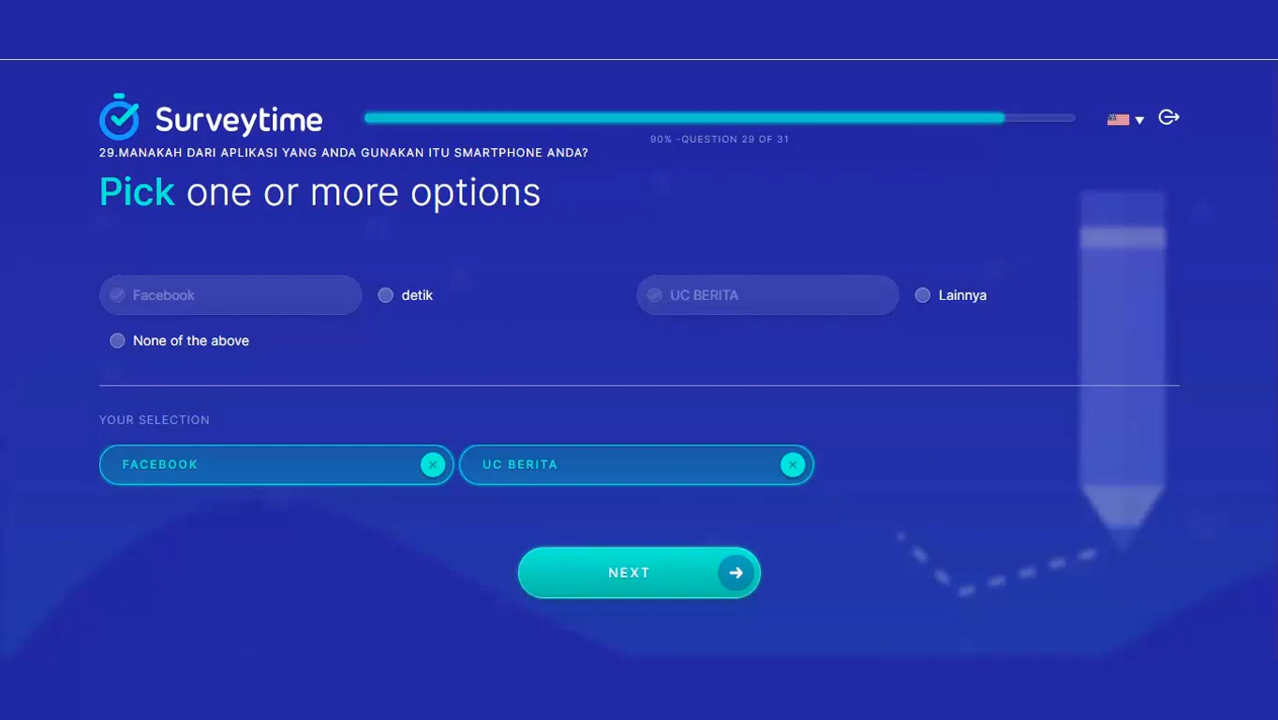 Surveytime
90% -QUESTION 29 OF 31
29.MANAKAH DARI APLIKASI YANG ANDA GUNAKAN ITU SMARTPHONE ANDA?
Pick one or more options
Facebook
detik
UC BERITA
Lainnya
None of the above
YOUR SELECTION
FACEBOOK
UC BERITA
NEXT